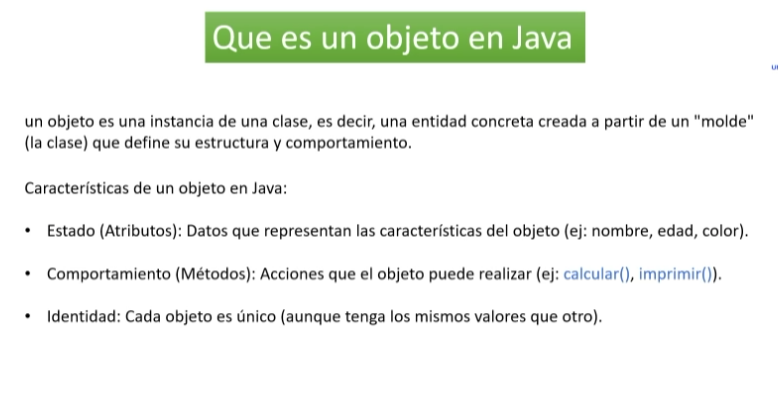 Que es un objeto en Java
un objeto es una instancia de una clase, es decir, una entidad concreta creada a partir de un "molde"
(la clase) que define su estructura y comportamiento.
Características de un objeto en Java:
• Estado (Atributos): Datos que representan las características del objeto (ej: nombre, edad, color).
• Comportamiento (Métodos): Acciones que el objeto puede realizar (ej: calcular(), imprimir()).
• Identidad: Cada objeto es único (aunque tenga los mismos valores que otro).